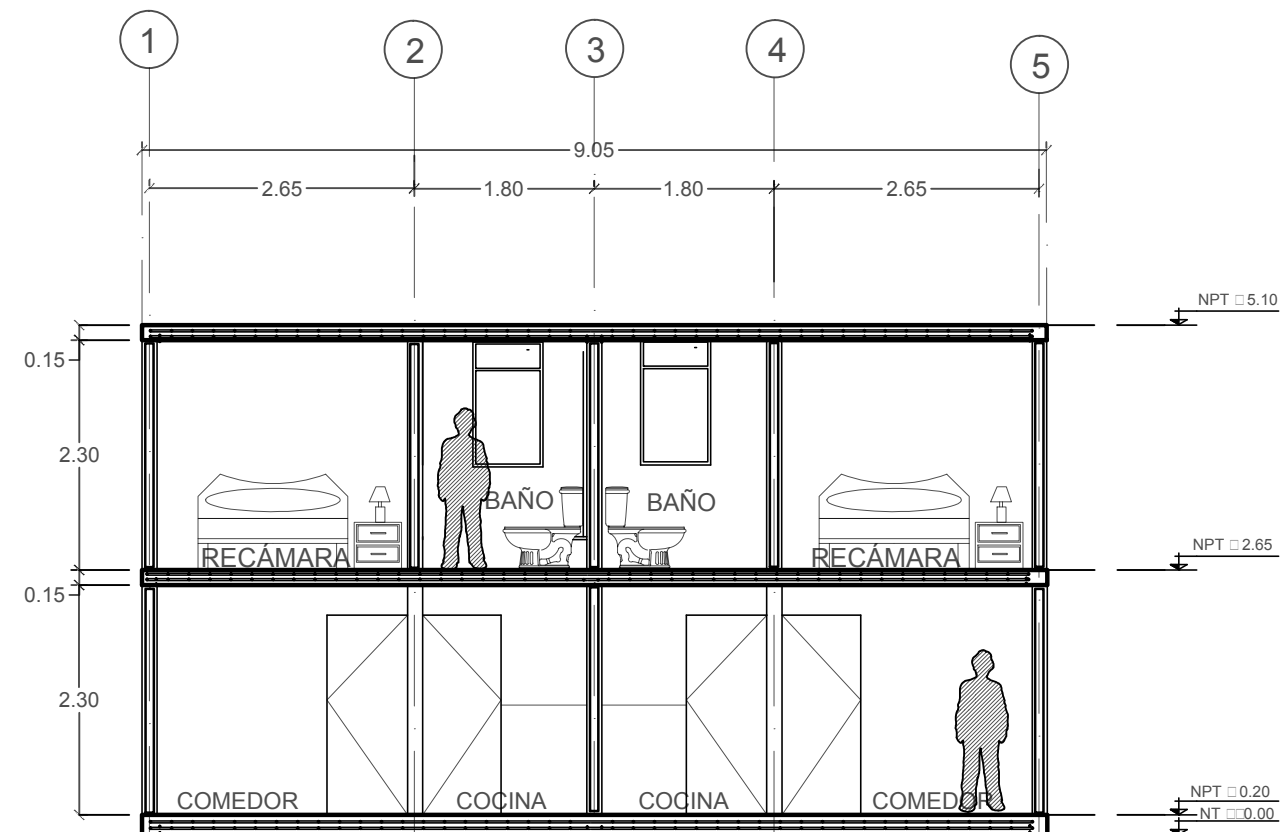 1
2
3
4
5
9.05
2.65 1.80 1.80 2.65
NPT □5.10
0.15
2.30
BAÑO BAÑO
RECÁMARA RECÁMARA
NPT □2.65
0.15
2.30
COMEDOR COCINA COCINA COMEDOR
NPT □0.20
NT □□0.00